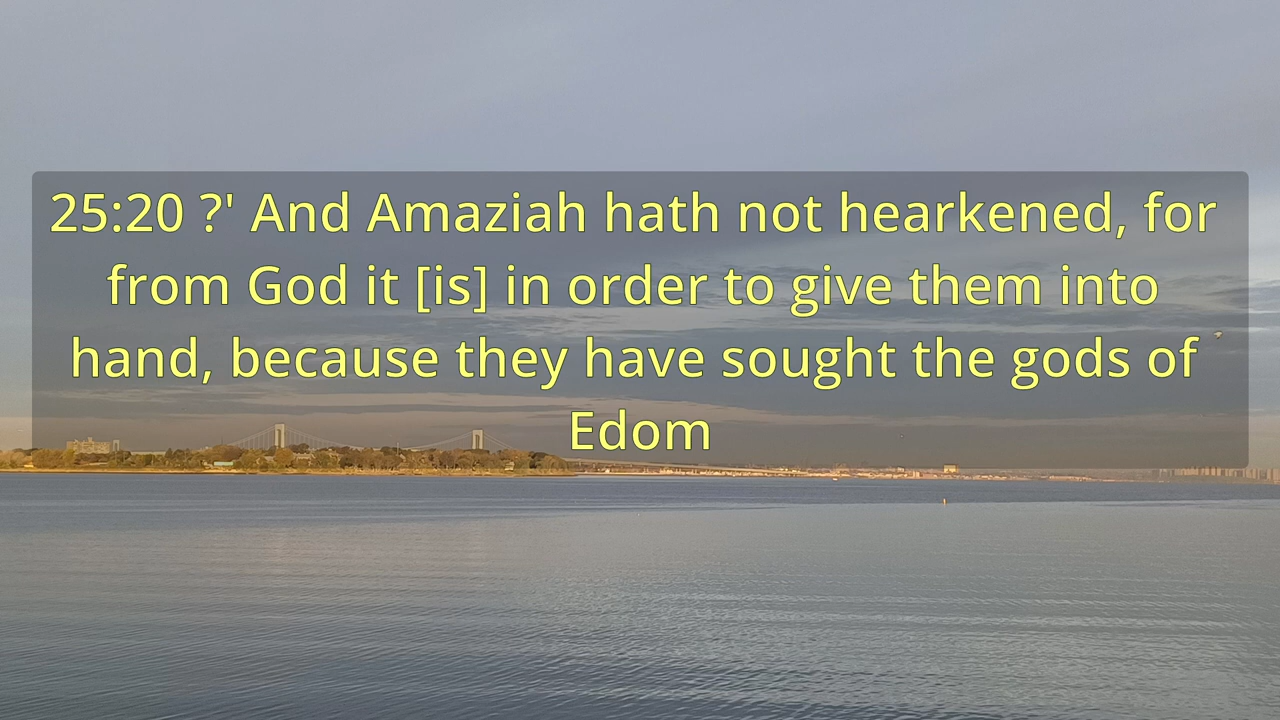 25:20 ?' And Amaziah hath not hearkened, for
from God it [is] in order to give them into
hand, because they have sought the gods of
Edom